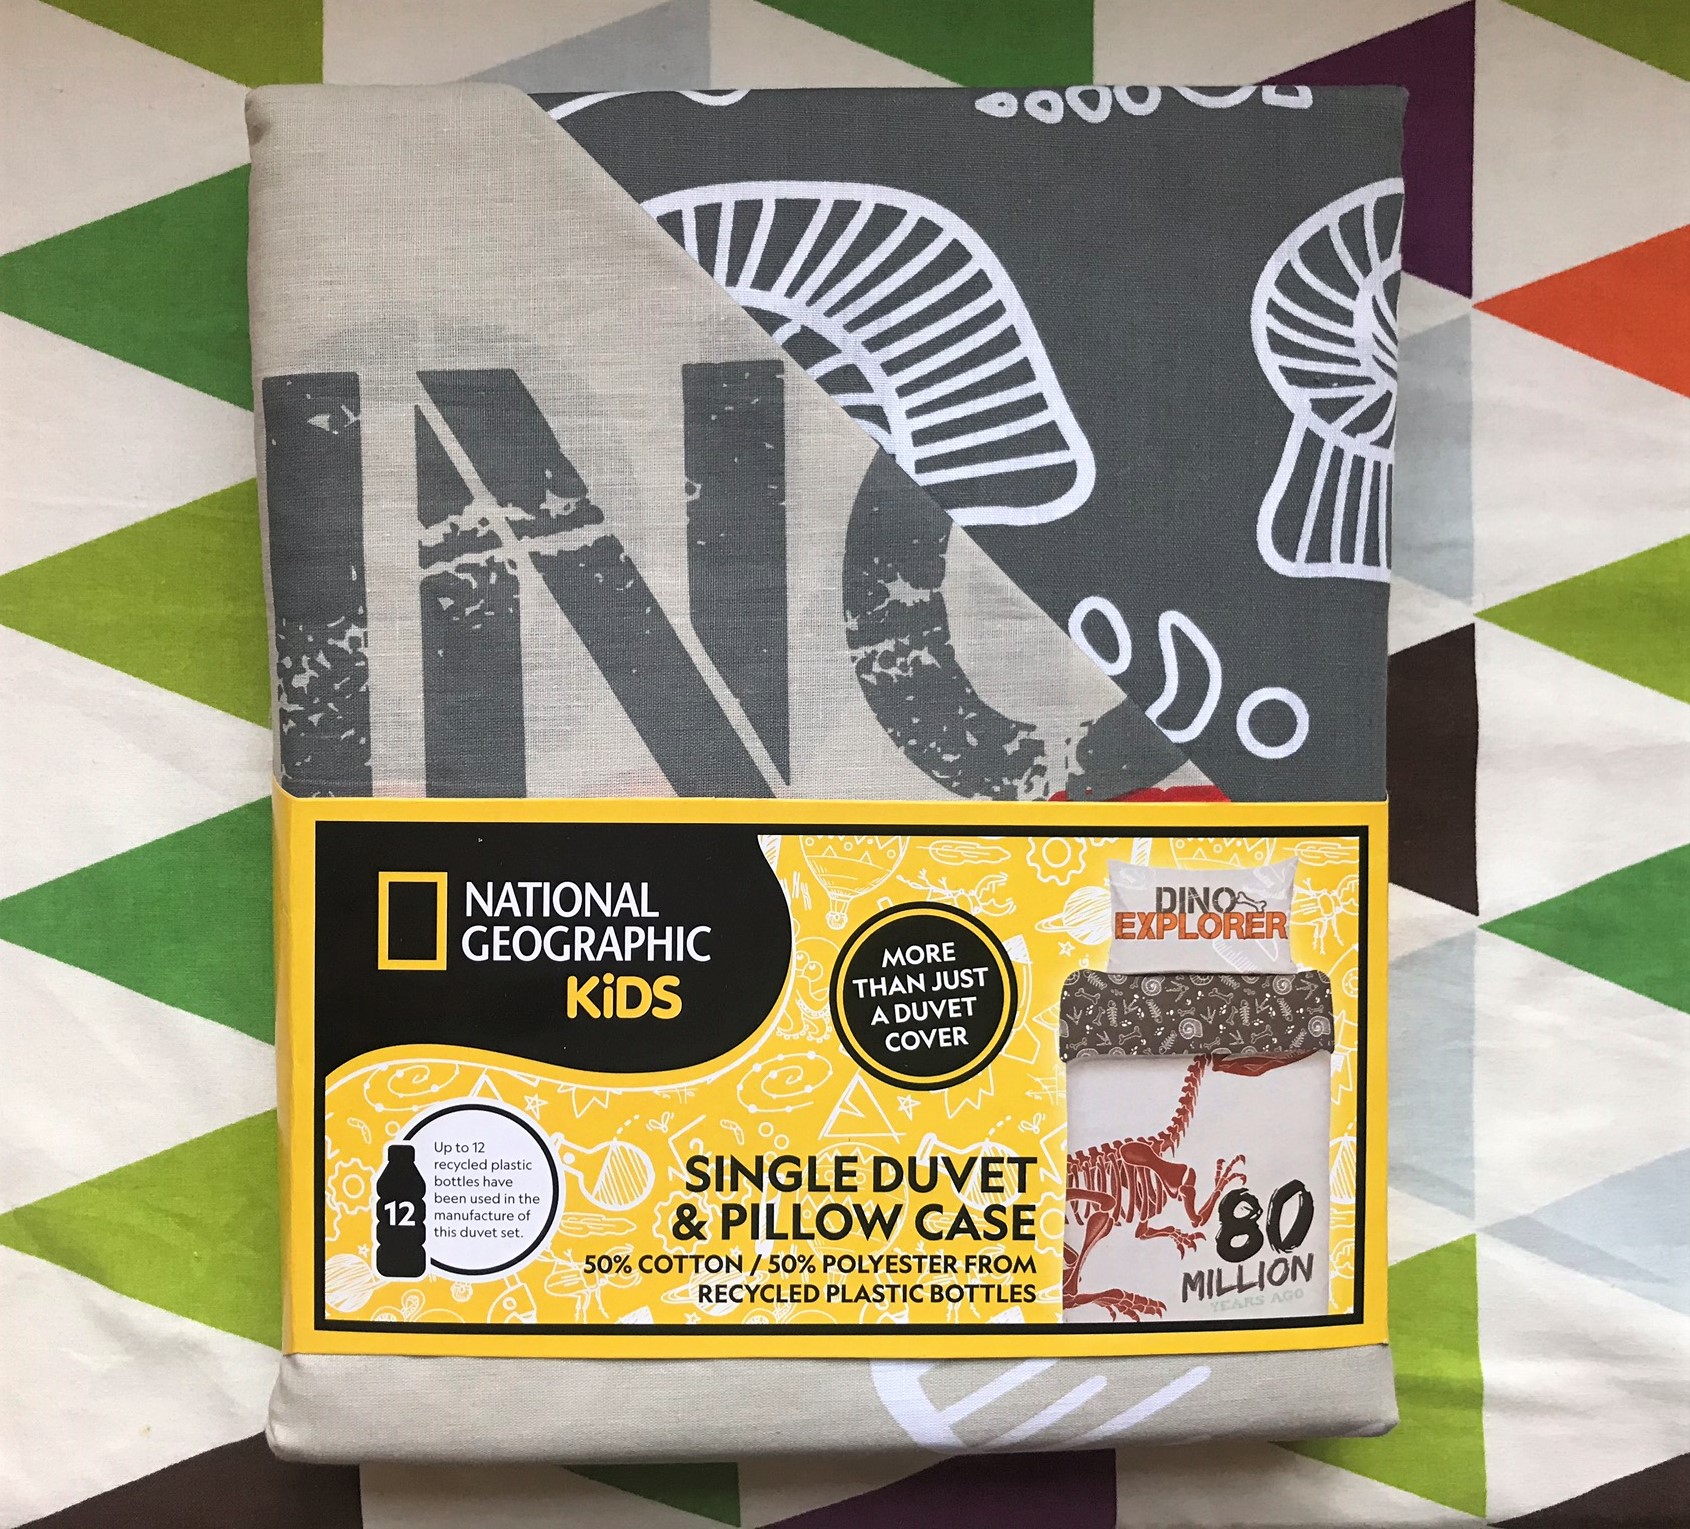 INO
NATIONAL
GEOGRAPHIC
KiDS
MORE
THAN JUST
A DUVET
COVER
DINO
EXPLORER
Up to 12
recycled plastic
bottles have
been used in the
manufacture of
this duvet set.
12
SINGLE DUVET
& PILLOW CASE
50% COTTON / 50% POLYESTER FROM
RECYCLED PLASTIC BOTTLES
80
MILLION
YEARS AGO